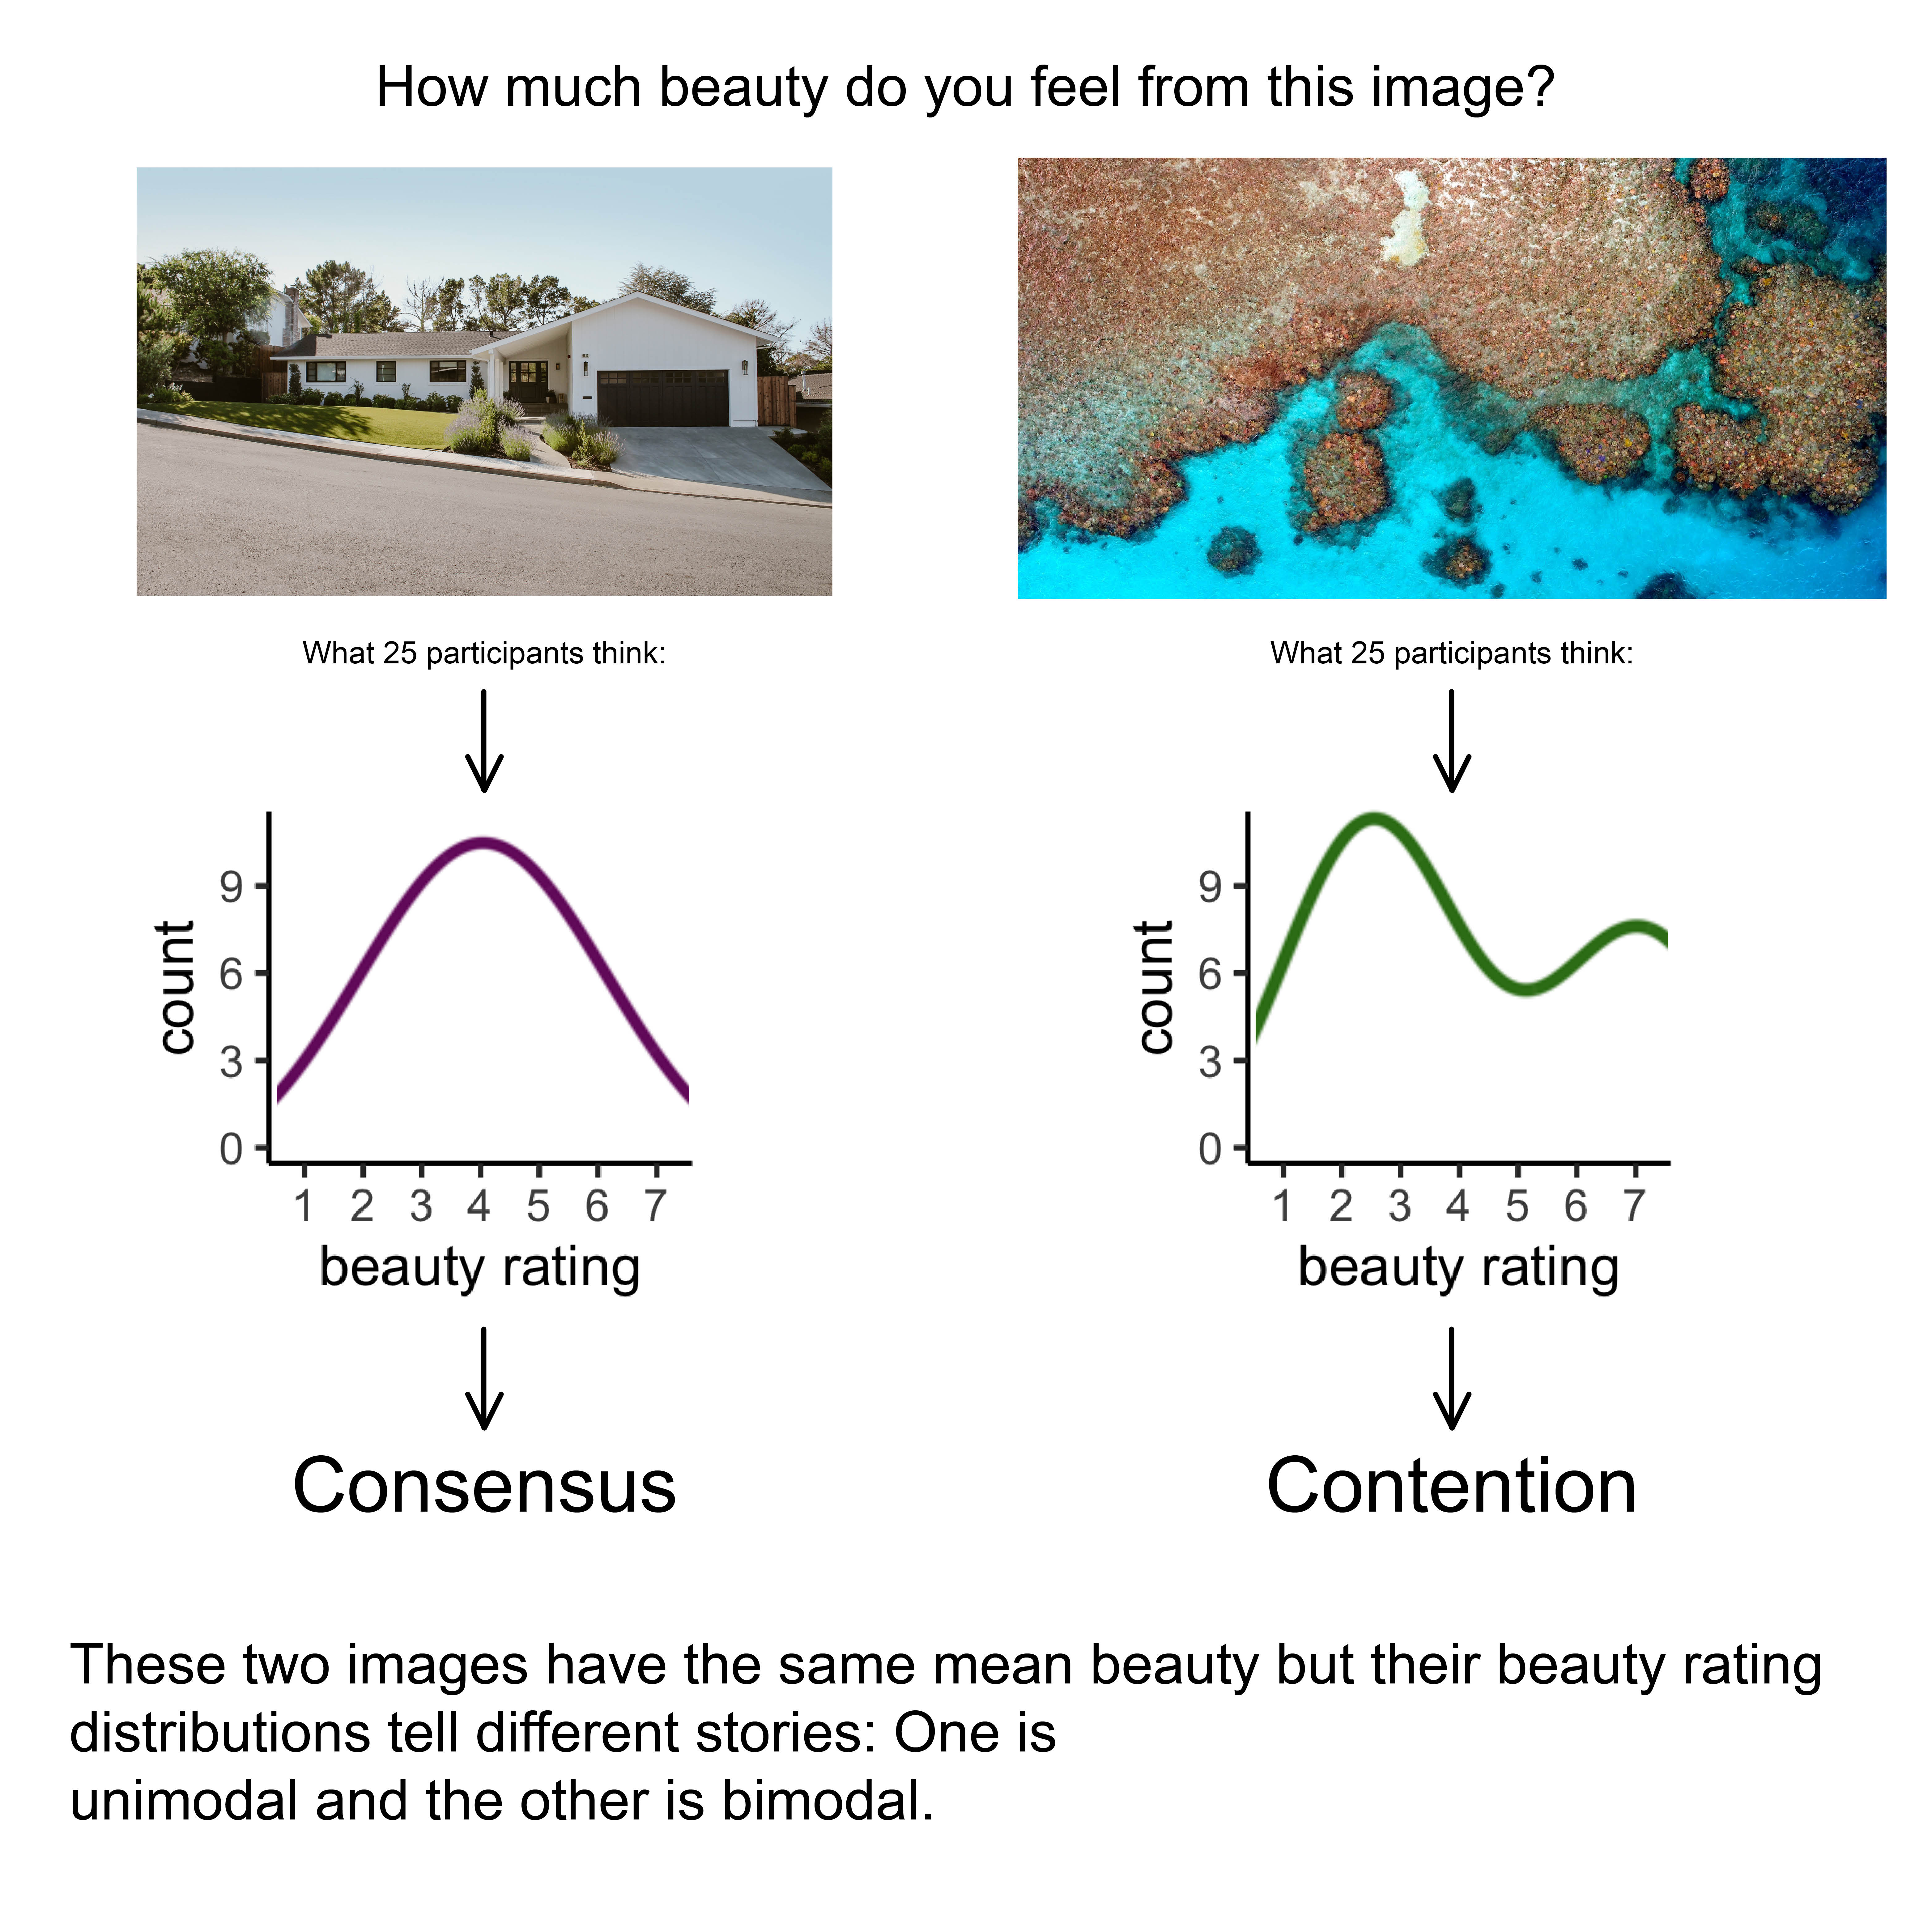 How much beauty do you feel from this image?
What 25 participants think:
What 25 participants think:
count
9
6
3
0
1 2 3 4 5 6 7
beauty rating
count
9
6
3
0
1 2 3 4 5 6 7
beauty rating
Consensus
Contention
These two images have the same mean beauty but their beauty rating
distributions tell different stories: One is
unimodal and the other is bimodal.